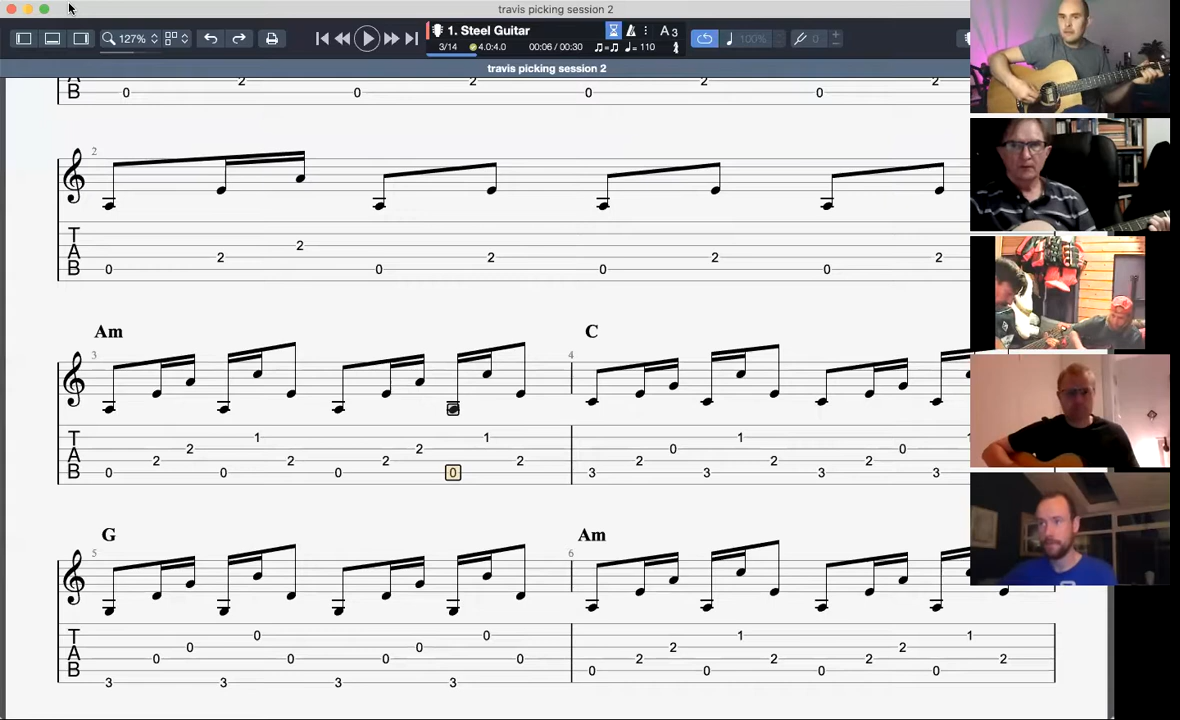 travis picking session 2
127% 1. Steel Guitar 3/14 4.0:4.0 00:06 / 00:30 ♫=♫ ♩= 110 A 3 100% 0
travis picking session 2
2 2 2 2
B 0 0 0 0
2
T
A 2 2 2 2 2
B 0 0 0 0
Am C
3 4
T 1 1 1 1
A 2 2 0 0
2 2 2 2 2 2 2
B 0 0 0 0 3 3 3 3
G Am
5 6
T 0 0 1 1
A 0 0 2 2
0 0 0 0 2 2 2 2
B 0 0 0 0
3 3 3 3